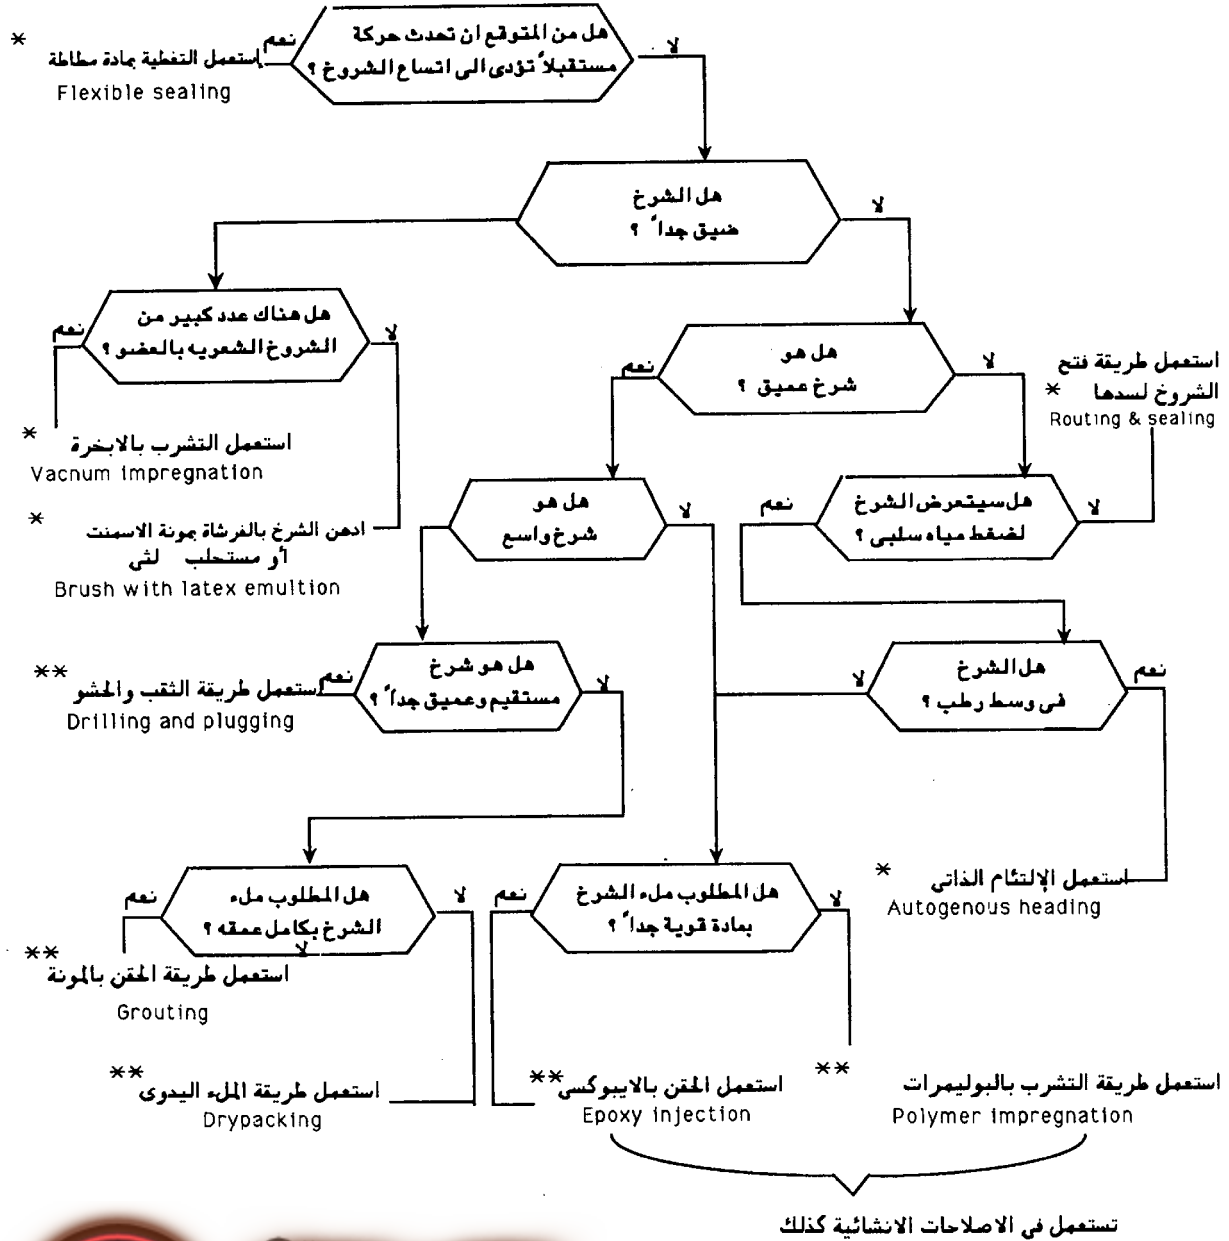 هل من المتوقع ان تحدث حركة
مستقبلاً تؤدى الى اتساع الشروخ ؟
نعم
لا
*
إستعمل التغطية بمادة مطاطة
Flexible sealing
هل الشرخ
ضيق جداً ؟
لا
هل هناك عدد كبير من
الشروخ الشعريه بالعضو ؟
نعم
لا
هل هو
شرخ عميق ؟
نعم
لا
استعمل طريقة فتح
الشروخ لسدها *
Routing & sealing
*
استعمل التشرب بالابخرة
Vacnum impregnation
هل هو
شرخ واسع
لا
هل سيتعرض الشرخ
لضغط مياه سلبى ؟
نعم
لا
*
ادهن الشرخ بالفرشاة بمونة الاسمنت
أو مستحلب لثى
Brush with latex emultion
هل هو شرخ
مستقيم وعميق جداً ؟
نعم
لا
**
إستعمل طريقة الثقب والحشو
Drilling and plugging
هل الشرخ
فى وسط رطب ؟
نعم
لا
هل المطلوب ملء
الشرخ بكامل عمقه ؟
نعم
لا
لا
هل المطلوب ملء الشرخ
بمادة قوية جداً ؟
نعم
لا
*
إستعمل الإلتئام الذاتى
Autogenous heading
**
استعمل طريقة الحقن بالمونة
Grouting
**
استعمل طريقة الملء اليدوى
Drypacking
**
استعمل الحقن بالايبوكسى
Epoxy injection
**
استعمل طريقة التشرب بالبوليمرات
Polymer impregnation
تستعمل فى الاصلاحات الانشائية كذلك